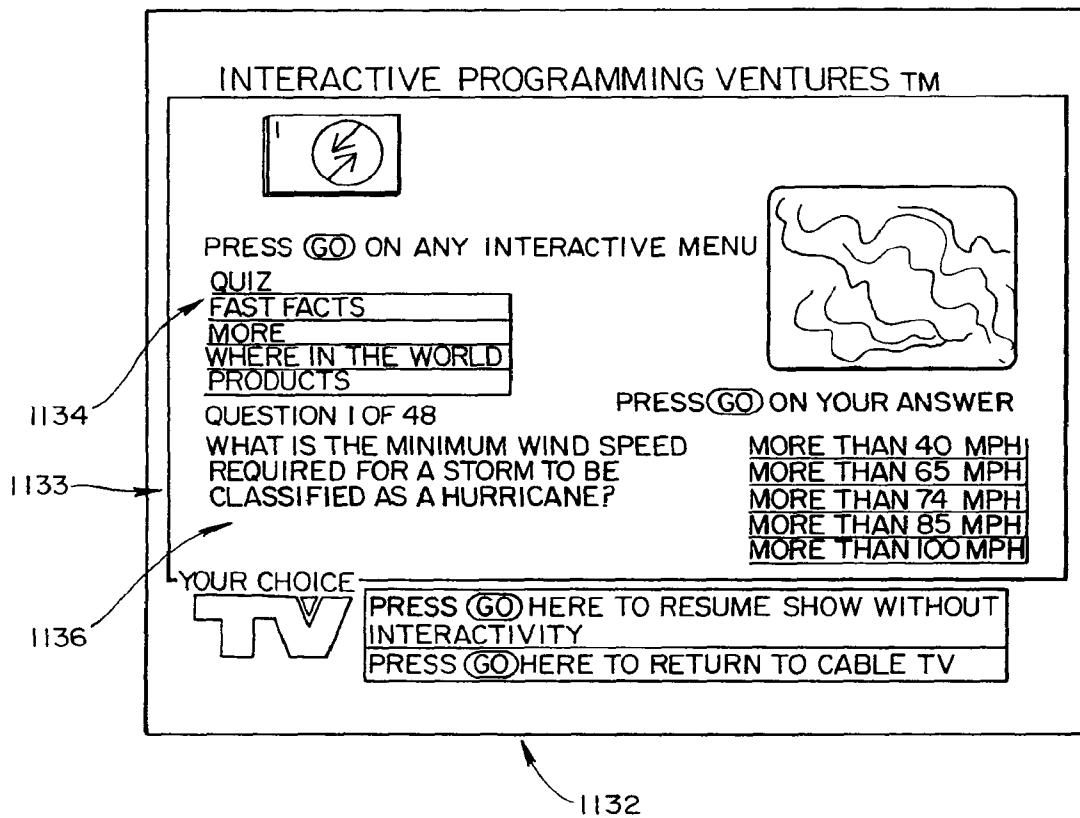 INTERACTIVE PROGRAMMING VENTURES TM
PRESS GO ON ANY INTERACTIVE MENU
QUIZ
FAST FACTS
MORE
WHERE IN THE WORLD
PRODUCTS
1134
QUESTION 1 OF 48
PRESS GO ON YOUR ANSWER
WHAT IS THE MINIMUM WIND SPEED
REQUIRED FOR A STORM TO BE
CLASSIFIED AS A HURRICANE?
MORE THAN 40 MPH
MORE THAN 65 MPH
MORE THAN 74 MPH
MORE THAN 85 MPH
MORE THAN 100 MPH
1133
YOUR CHOICE
TV
PRESS GO HERE TO RESUME SHOW WITHOUT
INTERACTIVITY
PRESS GO HERE TO RETURN TO CABLE TV
1136
1132